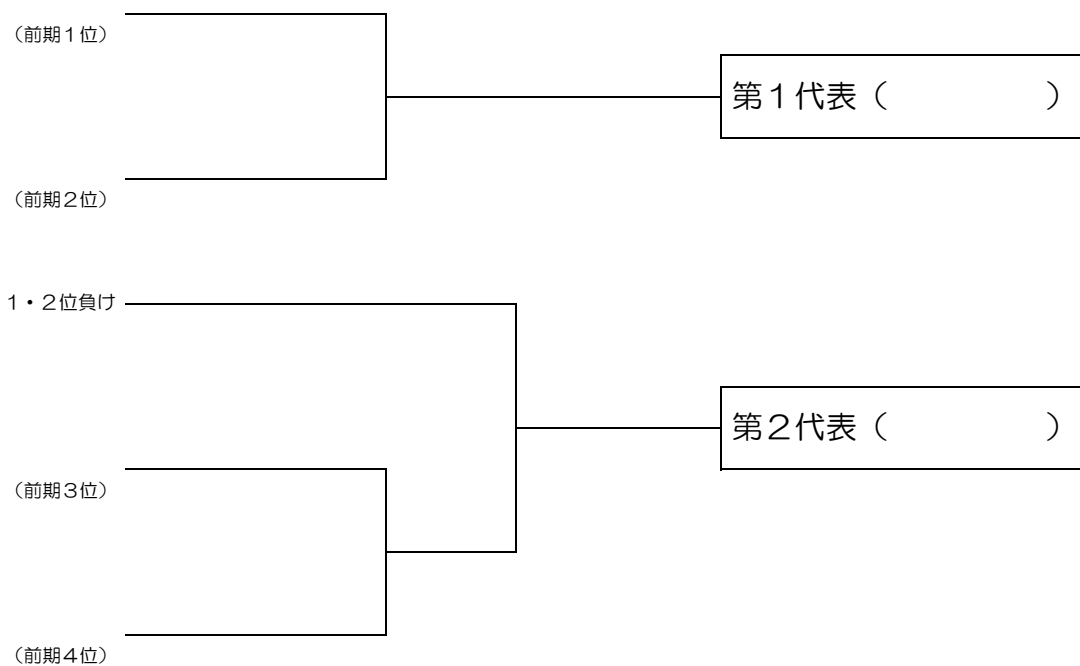 （前期１位）
第１代表（　　　　　）
（前期２位）
１・２位負け
第２代表（　　　　　）
（前期３位）
（前期４位）